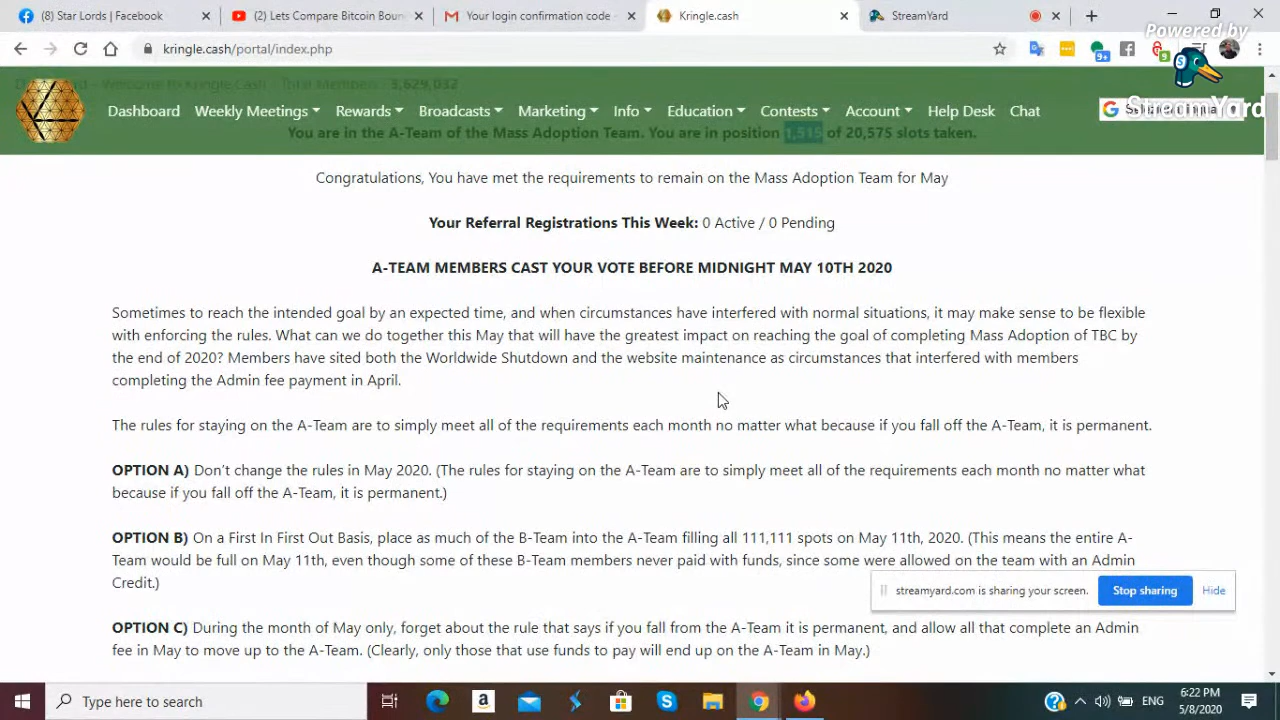 (8) Star Lords | Facebook
(2) Lets Compare Bitcoin Boun
Your login confirmation code
Kringle.cash
StreamYard
kringle.cash/portal/index.php
Powered by
StreamYard
Welcome To Kringle Cash - Total Members : 3,629,032
Dashboard Weekly Meetings Rewards Broadcasts Marketing Info Education Contests Account Help Desk Chat
You are in the A-Team of the Mass Adoption Team. You are in position 1,515 of 20,575 slots taken.
Congratulations, You have met the requirements to remain on the Mass Adoption Team for May
Your Referral Registrations This Week: 0 Active / 0 Pending
A-TEAM MEMBERS CAST YOUR VOTE BEFORE MIDNIGHT MAY 10TH 2020
Sometimes to reach the intended goal by an expected time, and when circumstances have interfered with normal situations, it may make sense to be flexible
with enforcing the rules. What can we do together this May that will have the greatest impact on reaching the goal of completing Mass Adoption of TBC by
the end of 2020? Members have sited both the Worldwide Shutdown and the website maintenance as circumstances that interfered with members
completing the Admin fee payment in April.
The rules for staying on the A-Team are to simply meet all of the requirements each month no matter what because if you fall off the A-Team, it is permanent.
OPTION A) Don't change the rules in May 2020. (The rules for staying on the A-Team are to simply meet all of the requirements each month no matter what
because if you fall off the A-Team, it is permanent.)
OPTION B) On a First In First Out Basis, place as much of the B-Team into the A-Team filling all 111,111 spots on May 11th, 2020. (This means the entire A-
Team would be full on May 11th, even though some of these B-Team members never paid with funds, since some were allowed on the team with an Admin
Credit.)
streamyard.com is sharing your screen. Stop sharing Hide
OPTION C) During the month of May only, forget about the rule that says if you fall from the A-Team it is permanent, and allow all that complete an Admin
fee in May to move up to the A-Team. (Clearly, only those that use funds to pay will end up on the A-Team in May.)
Type here to search
ENG
6:22 PM
5/8/2020